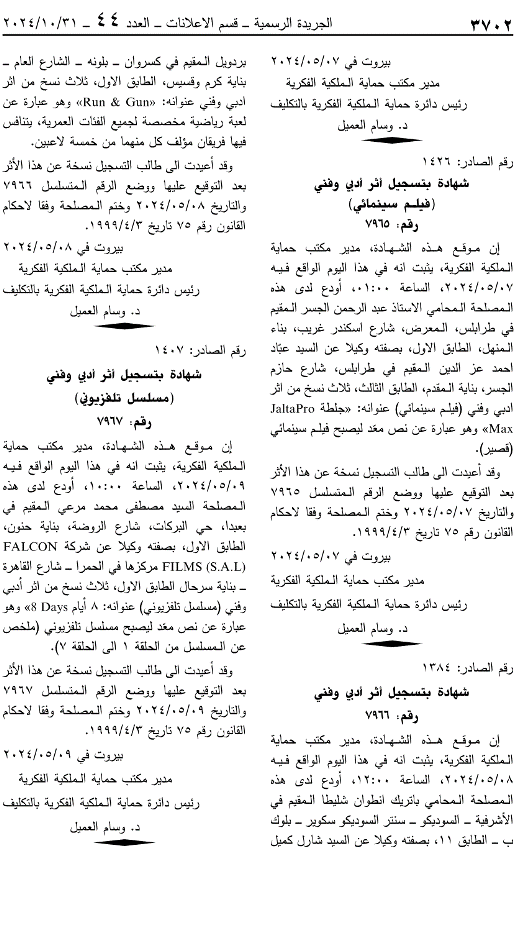 ٣٧٠٢
الجريدة الرسمية ــ قسم الاعلانات ــ العدد ٤٤ ــ ٢٠٢٤/١٠/٣١
بيروت في ٢٠٢٤/٠٥/٠٧
مدير مكتب حماية الملكية الفكرية
رئيس دائرة حماية الملكية الفكرية بالتكليف
د. وسام العميل
رقم الصادر: ١٤٢٦
شهادة بتسجيل أثر أدبي وفني
(فيلم سينمائي)
رقم: ٧٩٦٥
إن موقع هذه الشهادة، مدير مكتب حماية
الملكية الفكرية، يثبت انه في هذا اليوم الواقع فيه
٢٠٢٤/٠٥/٠٧، الساعة ٠١:٠٠، أودع لدى هذه
المصلحة المحامي الاستاذ عبد الرحمن الجسر المقيم
في طرابلس، المعرض، شارع اسكندر غريب، بناء
المنهل، الطابق الاول، بصفته وكيلا عن السيد عبّاد
احمد عز الدين المقيم في طرابلس، شارع حازم
الجسر، بناية المقدم، الطابق الثالث، ثلاث نسخ من اثر
ادبي وفني (فيلم سينمائي) عنوانه: «جلطة JaltaPro
Max» وهو عبارة عن نص معّد ليصبح فيلم سينمائي
(قصير).
وقد أعيدت الى طالب التسجيل نسخة عن هذا الأثر
بعد التوقيع عليها ووضع الرقم المتسلسل ٧٩٦٥
والتاريخ ٢٠٢٤/٠٥/٠٧ وختم المصلحة وفقا لاحكام
القانون رقم ٧٥ تاريخ ١٩٩٩/٤/٣.
بيروت في ٢٠٢٤/٠٥/٠٧
مدير مكتب حماية الملكية الفكرية
رئيس دائرة حماية الملكية الفكرية بالتكليف
د. وسام العميل
رقم الصادر: ١٣٨٤
شهادة بتسجيل أثر أدبي وفني
رقم: ٧٩٦٦
إن موقع هذه الشهادة، مدير مكتب حماية
الملكية الفكرية، يثبت انه في هذا اليوم الواقع فيه
٢٠٢٤/٠٥/٠٨، الساعة ١٢:٠٠، أودع لدى هذه
المصلحة المحامي باتريك انطوان شليطا المقيم في
الأشرفية ــ السوديكو ــ سنتر السوديكو سكوير ــ بلوك
ب ــ الطابق ١١، بصفته وكيلا عن السيد شارل كميل
بردويل المقيم في كسروان ــ بلونه ــ الشارع العام ــ
بناية كرم وقسيس، الطابق الاول، ثلاث نسخ من اثر
ادبي وفني عنوانه: «Run & Gun» وهو عبارة عن
لعبة رياضية مخصصة لجميع الفئات العمرية، يتنافس
فيها فريقان مؤلف كل منهما من خمسة لاعبين.
وقد أعيدت الى طالب التسجيل نسخة عن هذا الأثر
بعد التوقيع عليها ووضع الرقم المتسلسل ٧٩٦٦
والتاريخ ٢٠٢٤/٠٥/٠٨ وختم المصلحة وفقا لاحكام
القانون رقم ٧٥ تاريخ ١٩٩٩/٤/٣.
بيروت في ٢٠٢٤/٠٥/٠٨
مدير مكتب حماية الملكية الفكرية
رئيس دائرة حماية الملكية الفكرية بالتكليف
د. وسام العميل
رقم الصادر: ١٤٠٧
شهادة بتسجيل أثر أدبي وفني
(مسلسل تلفزيوني)
رقم: ٧٩٦٧
إن موقع هذه الشهادة، مدير مكتب حماية
الملكية الفكرية، يثبت انه في هذا اليوم الواقع فيه
٢٠٢٤/٠٥/٠٩، الساعة ١٠:٠٠، أودع لدى هذه
المصلحة السيد مصطفى محمد مرعي المقيم في
بعبدا، حي البركات، شارع الروضة، بناية حنون،
الطابق الاول، بصفته وكيلا عن شركة FALCON
FILMS (S.A.L) مركزها في الحمرا ــ شارع القاهرة
ــ بناية سرحال الطابق الاول، ثلاث نسخ من اثر أدبي
وفني (مسلسل تلفزيوني) عنوانه: ٨ أيام 8 Days» وهو
عبارة عن نص معّد ليصبح مسلسل تلفزيوني (ملخص
عن المسلسل من الحلقة ١ الى الحلقة ٧).
وقد أعيدت الى طالب التسجيل نسخة عن هذا الأثر
بعد التوقيع عليها ووضع الرقم المتسلسل ٧٩٦٧
والتاريخ ٢٠٢٤/٠٥/٠٩ وختم المصلحة وفقا لاحكام
القانون رقم ٧٥ تاريخ ١٩٩٩/٤/٣.
بيروت في ٢٠٢٤/٠٥/٠٩
مدير مكتب حماية الملكية الفكرية
رئيس دائرة حماية الملكية الفكرية بالتكليف
د. وسام العميل